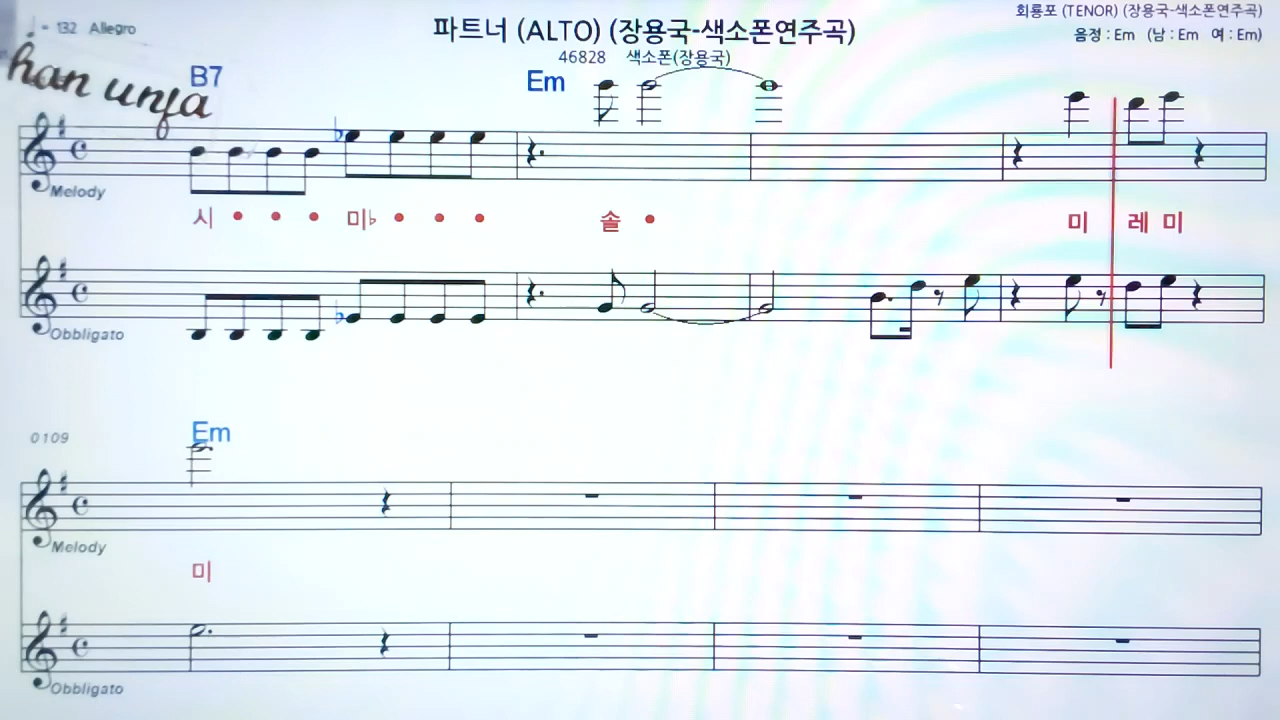 = 132 Allegro
파트너 (ALTO) (장용국-색소폰연주곡)
회룡포 (TENOR) (장용국-색소폰연주곡)
46828 색소폰(장용국)
음정 : Em (남 : Em 여 : Em)
han unja
B7 Em
Melody
시 • • • 미♭ • • • 솔 • 미 레 미
Obbligato
0109
Em
Melody
미
Obbligato